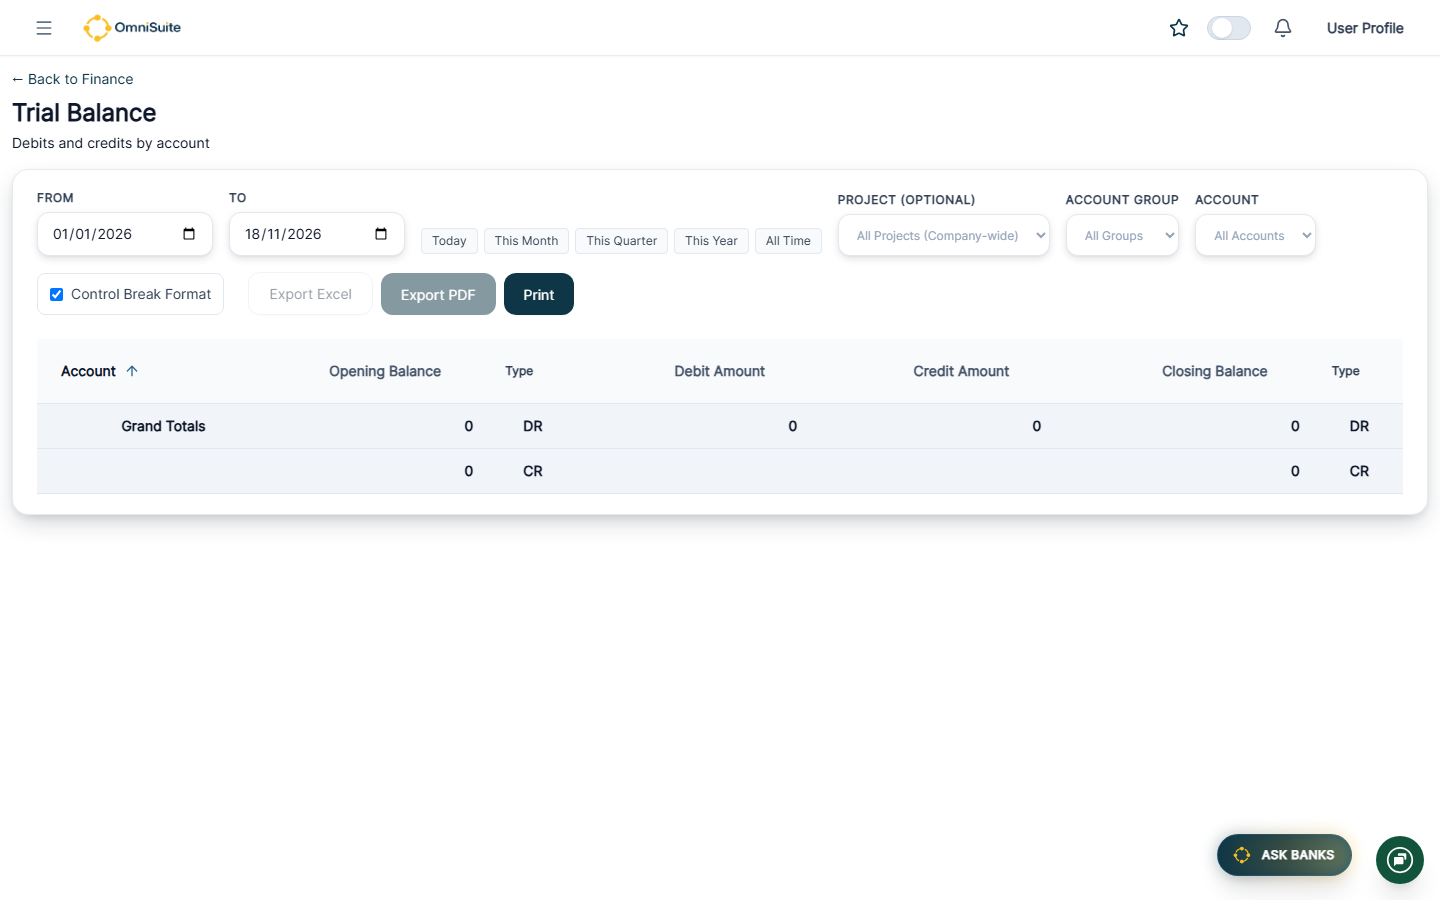 OmniSuite
User Profile
← Back to Finance
Trial Balance
Debits and credits by account
FROM
TO
PROJECT (OPTIONAL)
ACCOUNT GROUP
ACCOUNT
01/01/2026
18/11/2026
Today
This Month
This Quarter
This Year
All Time
All Projects (Company-wide)
All Groups
All Accounts
Control Break Format
Export Excel
Export PDF
Print
Account ↑ Opening Balance Type Debit Amount Credit Amount Closing Balance Type
Grand Totals 0 DR 0 0 0 DR
0 CR 0 CR
ASK BANKS